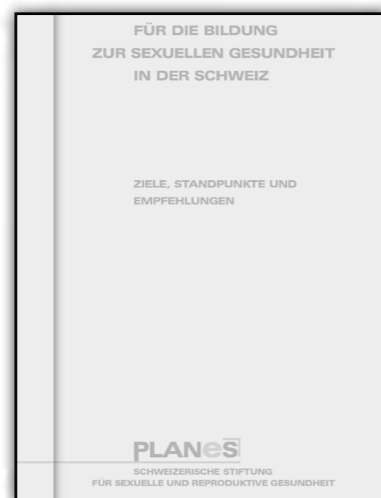 FÜR DIE BILDUNG
ZUR SEXUELLEN GESUNDHEIT
IN DER SCHWEIZ
ZIELE, STANDPUNKTE UND
EMPFEHLUNGEN
PLANeS
SCHWEIZERISCHE STIFTUNG
FÜR SEXUELLE UND REPRODUKTIVE GESUNDHEIT